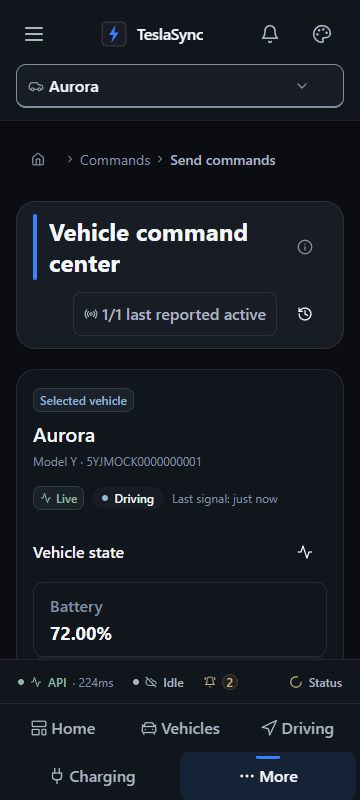 TeslaSync
Aurora
Commands
Send commands
Vehicle command
center
1/1 last reported active
Selected vehicle
Aurora
Model Y · 5YJMOCK0000000001
Live
Driving
Last signal: just now
Vehicle state
Battery
72.00%
API · 224ms
Idle
2
Status
Home
Vehicles
Driving
Charging
More